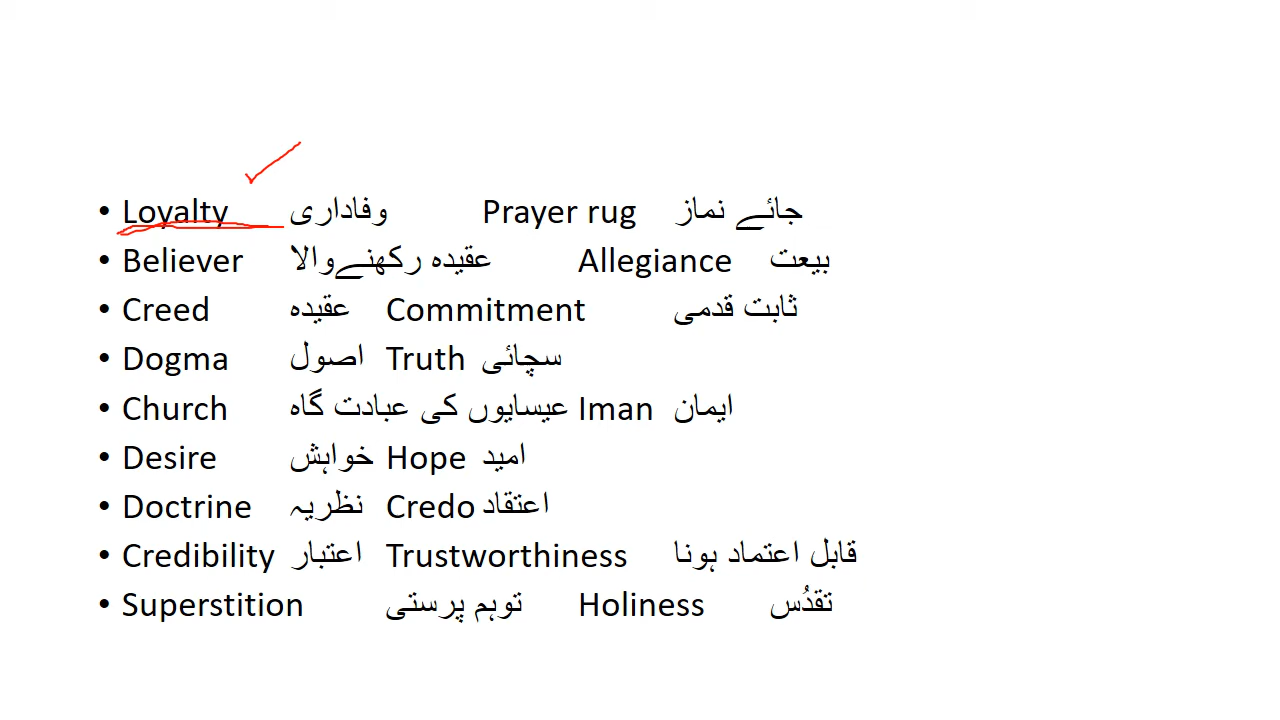 • Loyalty وفاداری Prayer rug جائے نماز
• Believer عقیدہ رکھنےوالا Allegiance بیعت
• Creed عقیدہ Commitment ثابت قدمی
• Dogma اصول Truth سچائی
• Church عیسایوں کی عبادت گاہ Iman ایمان
• Desire خواہش Hope امید
• Doctrine نظریہ Credo اعتقاد
• Credibility اعتبار Trustworthiness قابل اعتماد ہونا
• Superstition توہم پرستی Holiness تقدُس